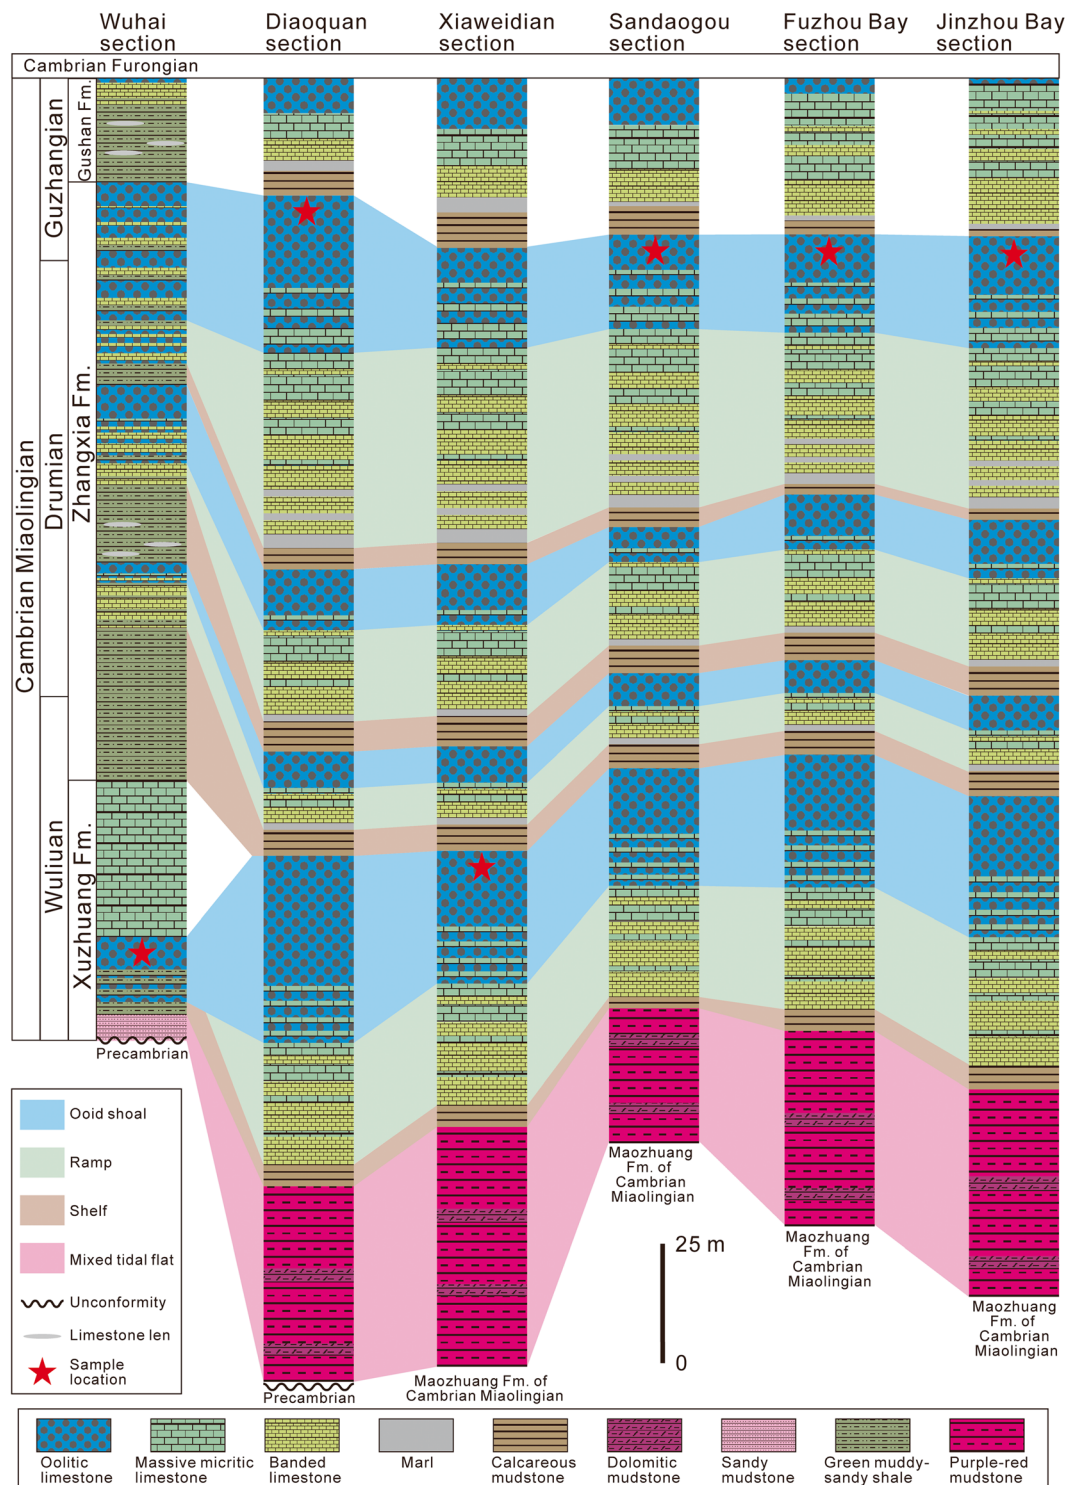 Wuhai
section
Diaoquan
section
Xiaweidian
section
Sandaogou
section
Fuzhou Bay
section
Jinzhou Bay
section
Cambrian Furongian
Cambrian Miaolingian
Guzhangian
Drumian
Wuliuan
Gushan Fm.
Zhangxia Fm.
Xuzhuang Fm.
Precambrian
Precambrian
Maozhuang Fm. of
Cambrian Miaolingian
Maozhuang
Fm. of
Cambrian
Miaolingian
Maozhuang
Fm. of
Cambrian
Miaolingian
Maozhuang
Fm. of
Cambrian
Miaolingian
25 m
0
Ooid shoal
Ramp
Shelf
Mixed tidal flat
Unconformity
Limestone len
Sample
location
Oolitic
limestone
Massive micritic
limestone
Banded
limestone
Marl
Calcareous
mudstone
Dolomitic
mudstone
Sandy
mudstone
Green muddy-
sandy shale
Purple-red
mudstone